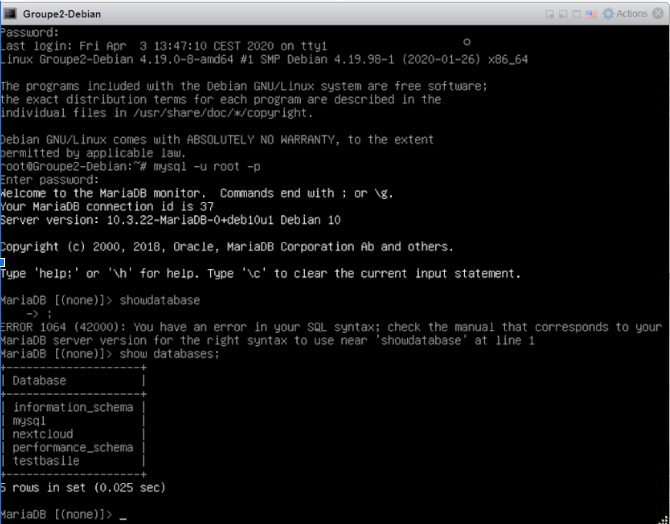 Groupe2-Debian
Actions
Password:
Last login: Fri Apr  3 13:47:10 CEST 2020 on tty1
Linux Groupe2-Debian 4.19.0-8-amd64 #1 SMP Debian 4.19.98-1 (2020-01-26) x86_64

The programs included with the Debian GNU/Linux system are free software;
the exact distribution terms for each program are described in the
individual files in /usr/share/doc/*/copyright.

Debian GNU/Linux comes with ABSOLUTELY NO WARRANTY, to the extent
permitted by applicable law.
root@Groupe2-Debian:~# mysql -u root -p
Enter password:
Welcome to the MariaDB monitor.  Commands end with ; or \g.
Your MariaDB connection id is 37
Server version: 10.3.22-MariaDB-0+deb10u1 Debian 10

Copyright (c) 2000, 2018, Oracle, MariaDB Corporation Ab and others.

Type 'help;' or '\h' for help. Type '\c' to clear the current input statement.

MariaDB [(none)]> showdatabase
    -> ;
ERROR 1064 (42000): You have an error in your SQL syntax; check the manual that corresponds to your
MariaDB server version for the right syntax to use near 'showdatabase' at line 1
MariaDB [(none)]> show databases;
+--------------------+
| Database           |
+--------------------+
| information_schema |
| mysql              |
| nextcloud          |
| performance_schema |
| testbasile         |
+--------------------+
5 rows in set (0.025 sec)

MariaDB [(none)]> _